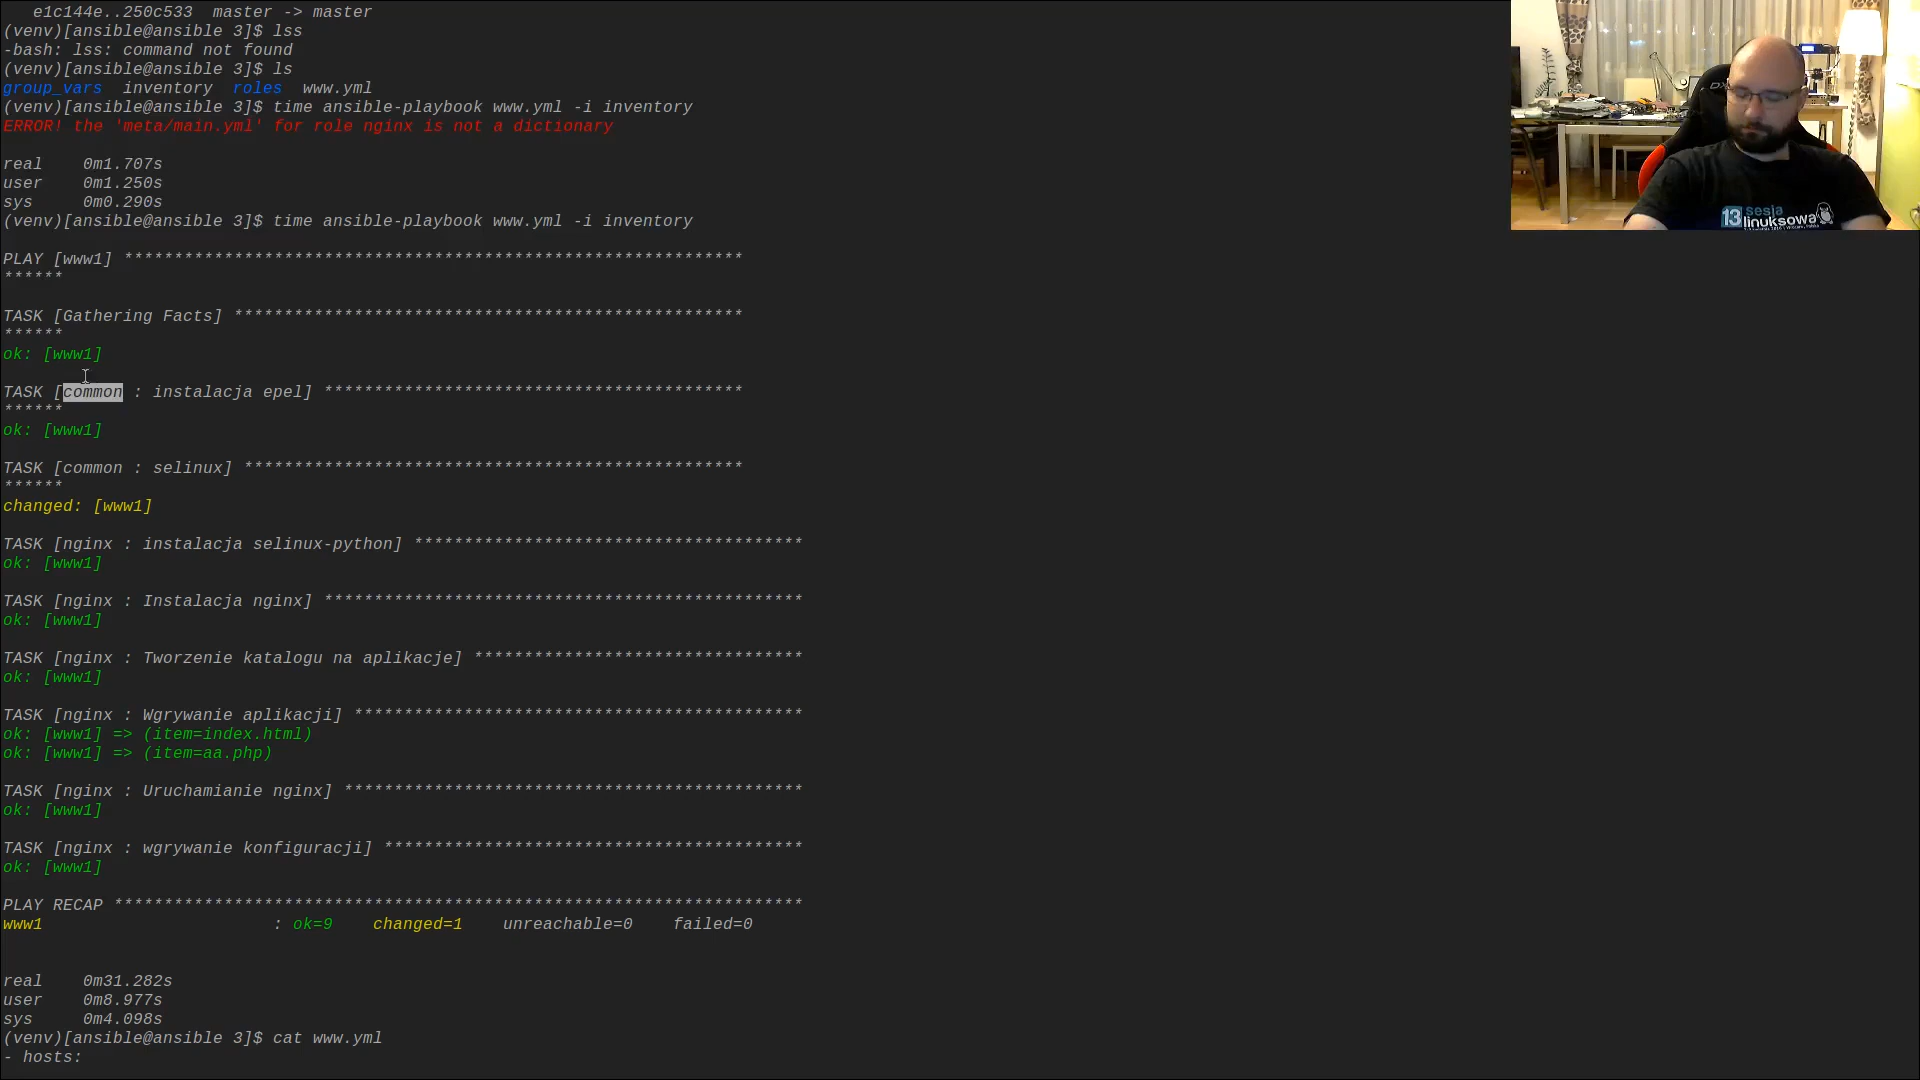 e1c144e..250c533  master -> master
(venv)[ansible@ansible 3]$ lss
-bash: lss: command not found
(venv)[ansible@ansible 3]$ ls
group_vars  inventory  roles  www.yml
(venv)[ansible@ansible 3]$ time ansible-playbook www.yml -i inventory
ERROR! the 'meta/main.yml' for role nginx is not a dictionary
real    0m1.707s
user    0m1.250s
sys     0m0.290s
(venv)[ansible@ansible 3]$ time ansible-playbook www.yml -i inventory
PLAY [www1] **************************************************************
******
TASK [Gathering Facts] ***************************************************
******
ok: [www1]
TASK [common : instalacja epel] ******************************************
******
ok: [www1]
TASK [common : selinux] **************************************************
******
changed: [www1]
TASK [nginx : instalacja selinux-python] ***************************************
ok: [www1]
TASK [nginx : Instalacja nginx] ************************************************
ok: [www1]
TASK [nginx : Tworzenie katalogu na aplikacje] *********************************
ok: [www1]
TASK [nginx : Wgrywanie aplikacji] *********************************************
ok: [www1] => (item=index.html)
ok: [www1] => (item=aa.php)
TASK [nginx : Uruchamianie nginx] **********************************************
ok: [www1]
TASK [nginx : wgrywanie konfiguracji] ******************************************
ok: [www1]
PLAY RECAP *********************************************************************
www1                       : ok=9    changed=1    unreachable=0    failed=0
real    0m31.282s
user    0m8.977s
sys     0m4.098s
(venv)[ansible@ansible 3]$ cat www.yml
- hosts:
13 sesja
linuksowa